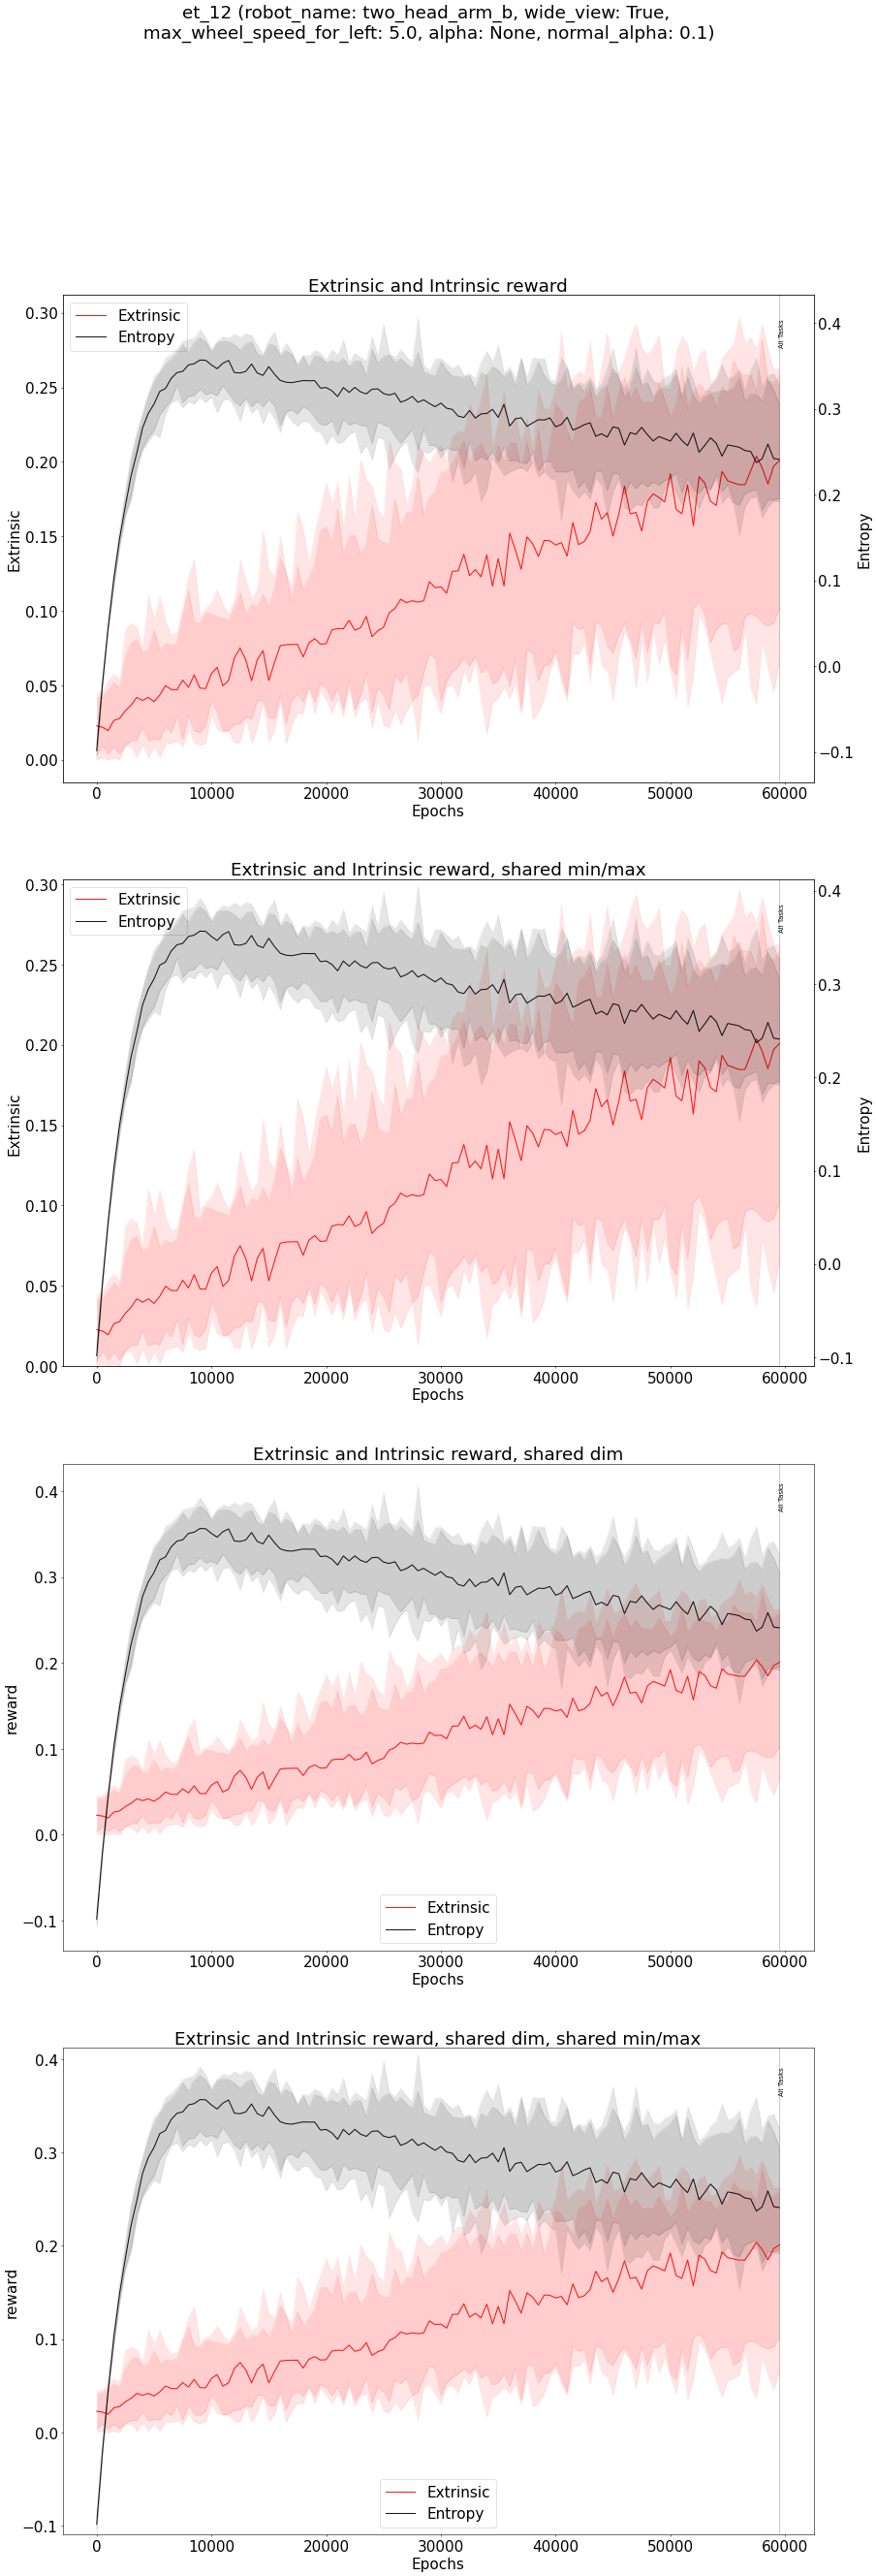 et_12 (robot_name: two_head_arm_b, wide_view: True,
max_wheel_speed_for_left: 5.0, alpha: None, normal_alpha: 0.1)
Extrinsic and Intrinsic reward
Extrinsic
Entropy
All Tasks
0.30
0.25
0.20
0.15
0.10
0.05
0.00
Extrinsic
0.4
0.3
0.2
0.1
0.0
−0.1
Entropy
0 10000 20000 30000 40000 50000 60000
Epochs
Extrinsic and Intrinsic reward, shared min/max
Extrinsic
Entropy
All Tasks
0.30
0.25
0.20
0.15
0.10
0.05
0.00
Extrinsic
0.4
0.3
0.2
0.1
0.0
−0.1
Entropy
0 10000 20000 30000 40000 50000 60000
Epochs
Extrinsic and Intrinsic reward, shared dim
All Tasks
0.4
0.3
0.2
0.1
0.0
−0.1
reward
Extrinsic
Entropy
0 10000 20000 30000 40000 50000 60000
Epochs
Extrinsic and Intrinsic reward, shared dim, shared min/max
All Tasks
0.4
0.3
0.2
0.1
0.0
−0.1
reward
Extrinsic
Entropy
0 10000 20000 30000 40000 50000 60000
Epochs